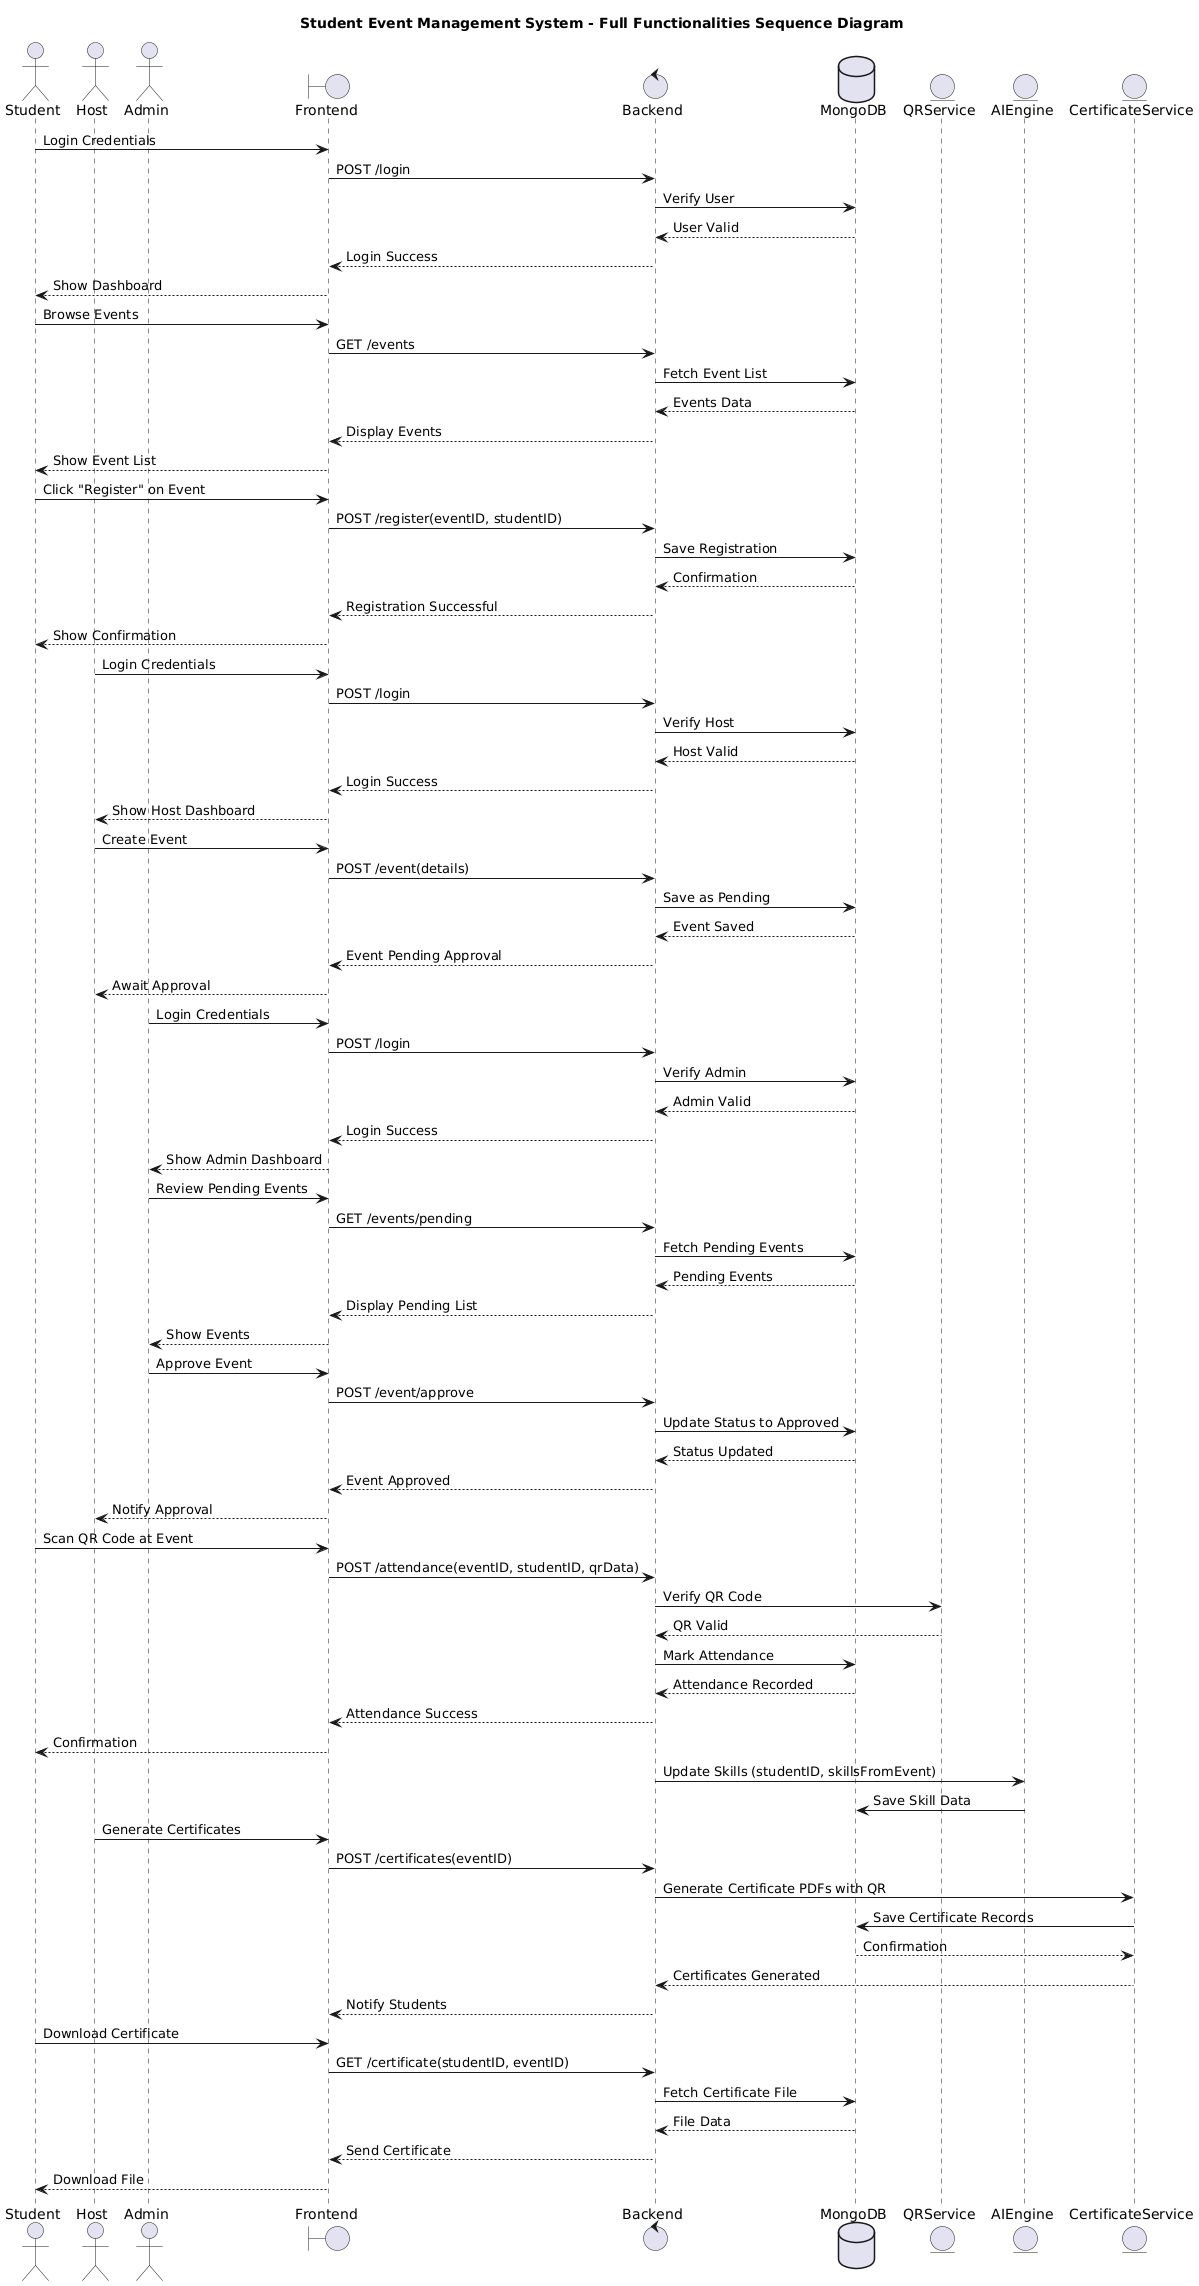 Student Event Management System - Full Functionalities Sequence Diagram
Student Host Admin Frontend Backend MongoDB QRService AIEngine CertificateService
Login Credentials
POST /login
Verify User
User Valid
Login Success
Show Dashboard
Browse Events
GET /events
Fetch Event List
Events Data
Display Events
Show Event List
Click "Register" on Event
POST /register(eventID, studentID)
Save Registration
Confirmation
Registration Successful
Show Confirmation
Login Credentials
POST /login
Verify Host
Host Valid
Login Success
Show Host Dashboard
Create Event
POST /event(details)
Save as Pending
Event Saved
Event Pending Approval
Await Approval
Login Credentials
POST /login
Verify Admin
Admin Valid
Login Success
Show Admin Dashboard
Review Pending Events
GET /events/pending
Fetch Pending Events
Pending Events
Display Pending List
Show Events
Approve Event
POST /event/approve
Update Status to Approved
Status Updated
Event Approved
Notify Approval
Scan QR Code at Event
POST /attendance(eventID, studentID, qrData)
Verify QR Code
QR Valid
Mark Attendance
Attendance Recorded
Attendance Success
Confirmation
Update Skills (studentID, skillsFromEvent)
Save Skill Data
Generate Certificates
POST /certificates(eventID)
Generate Certificate PDFs with QR
Save Certificate Records
Confirmation
Certificates Generated
Notify Students
Download Certificate
GET /certificate(studentID, eventID)
Fetch Certificate File
File Data
Send Certificate
Download File
Student Host Admin Frontend Backend MongoDB QRService AIEngine CertificateService